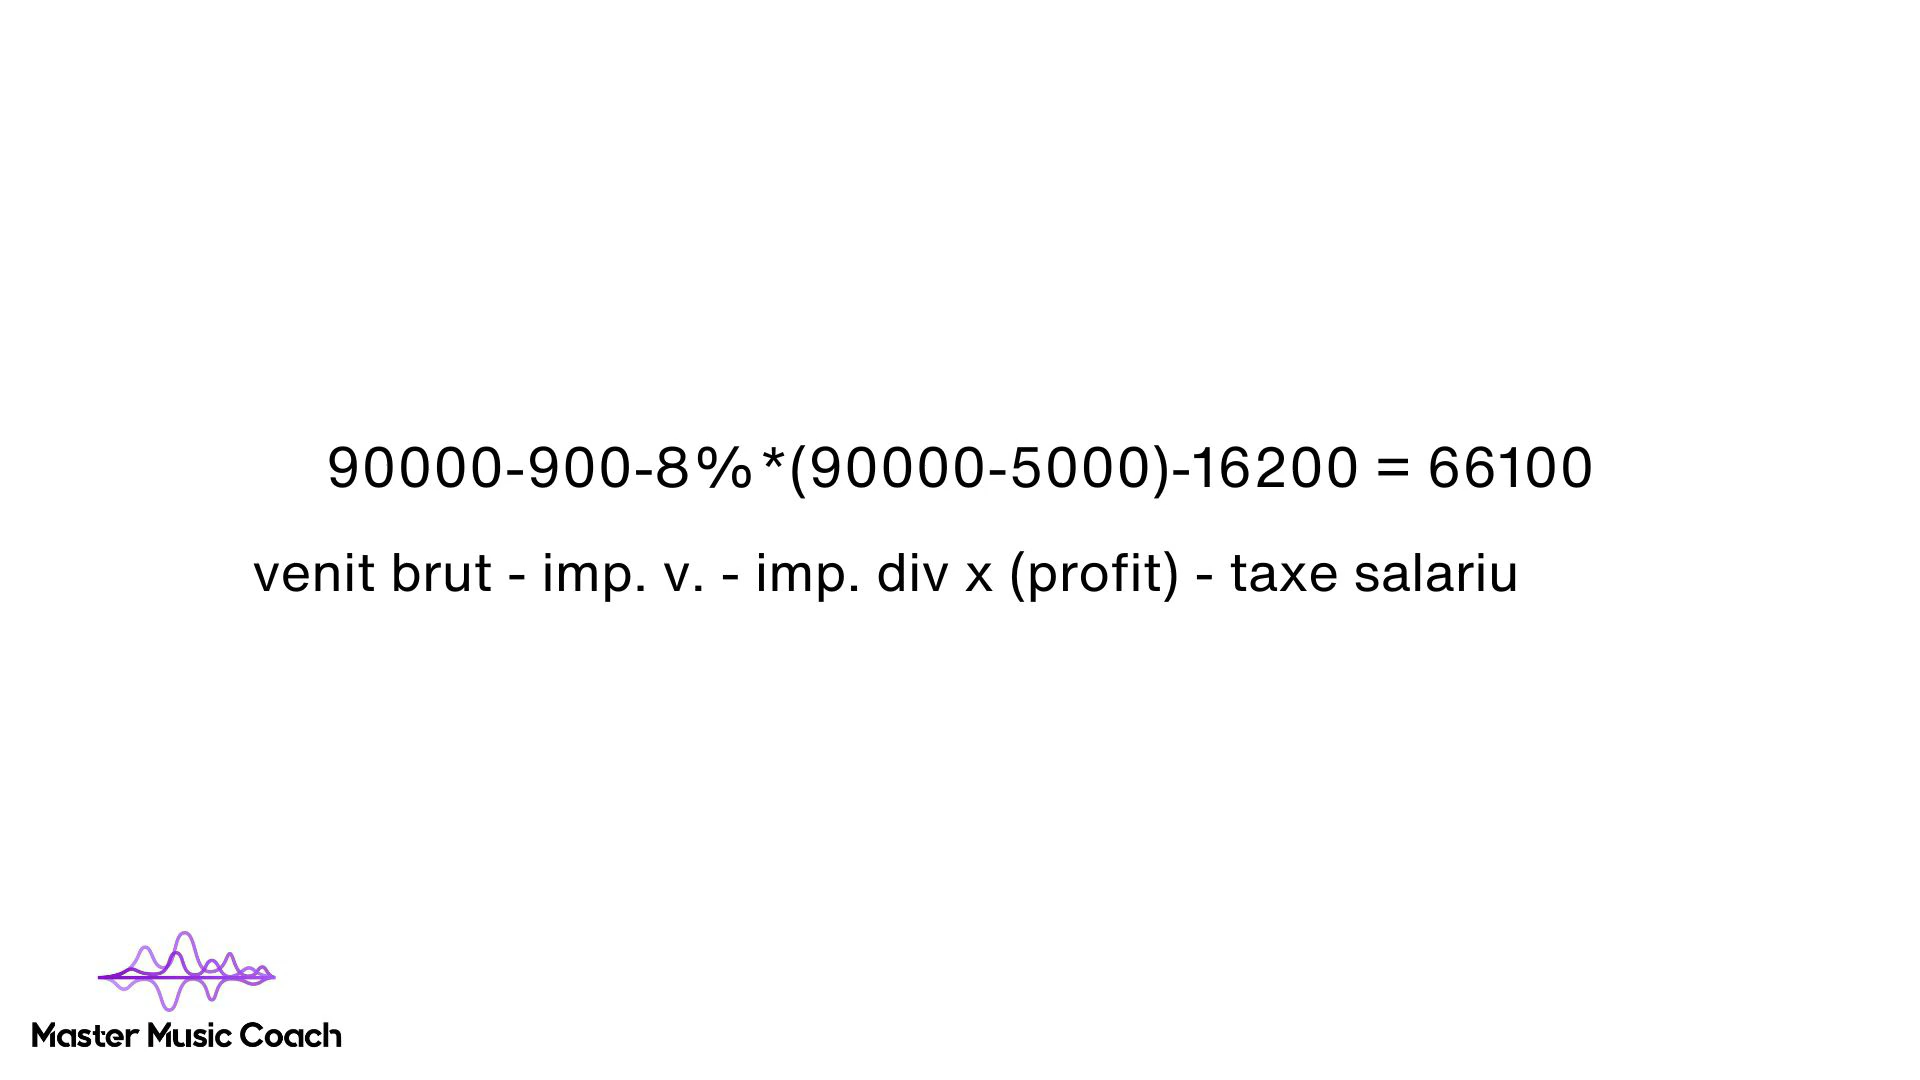 90000-900-8%*(90000-5000)-16200 = 66100
venit brut - imp. v. - imp. div x (profit) - taxe salariu
Master Music Coach